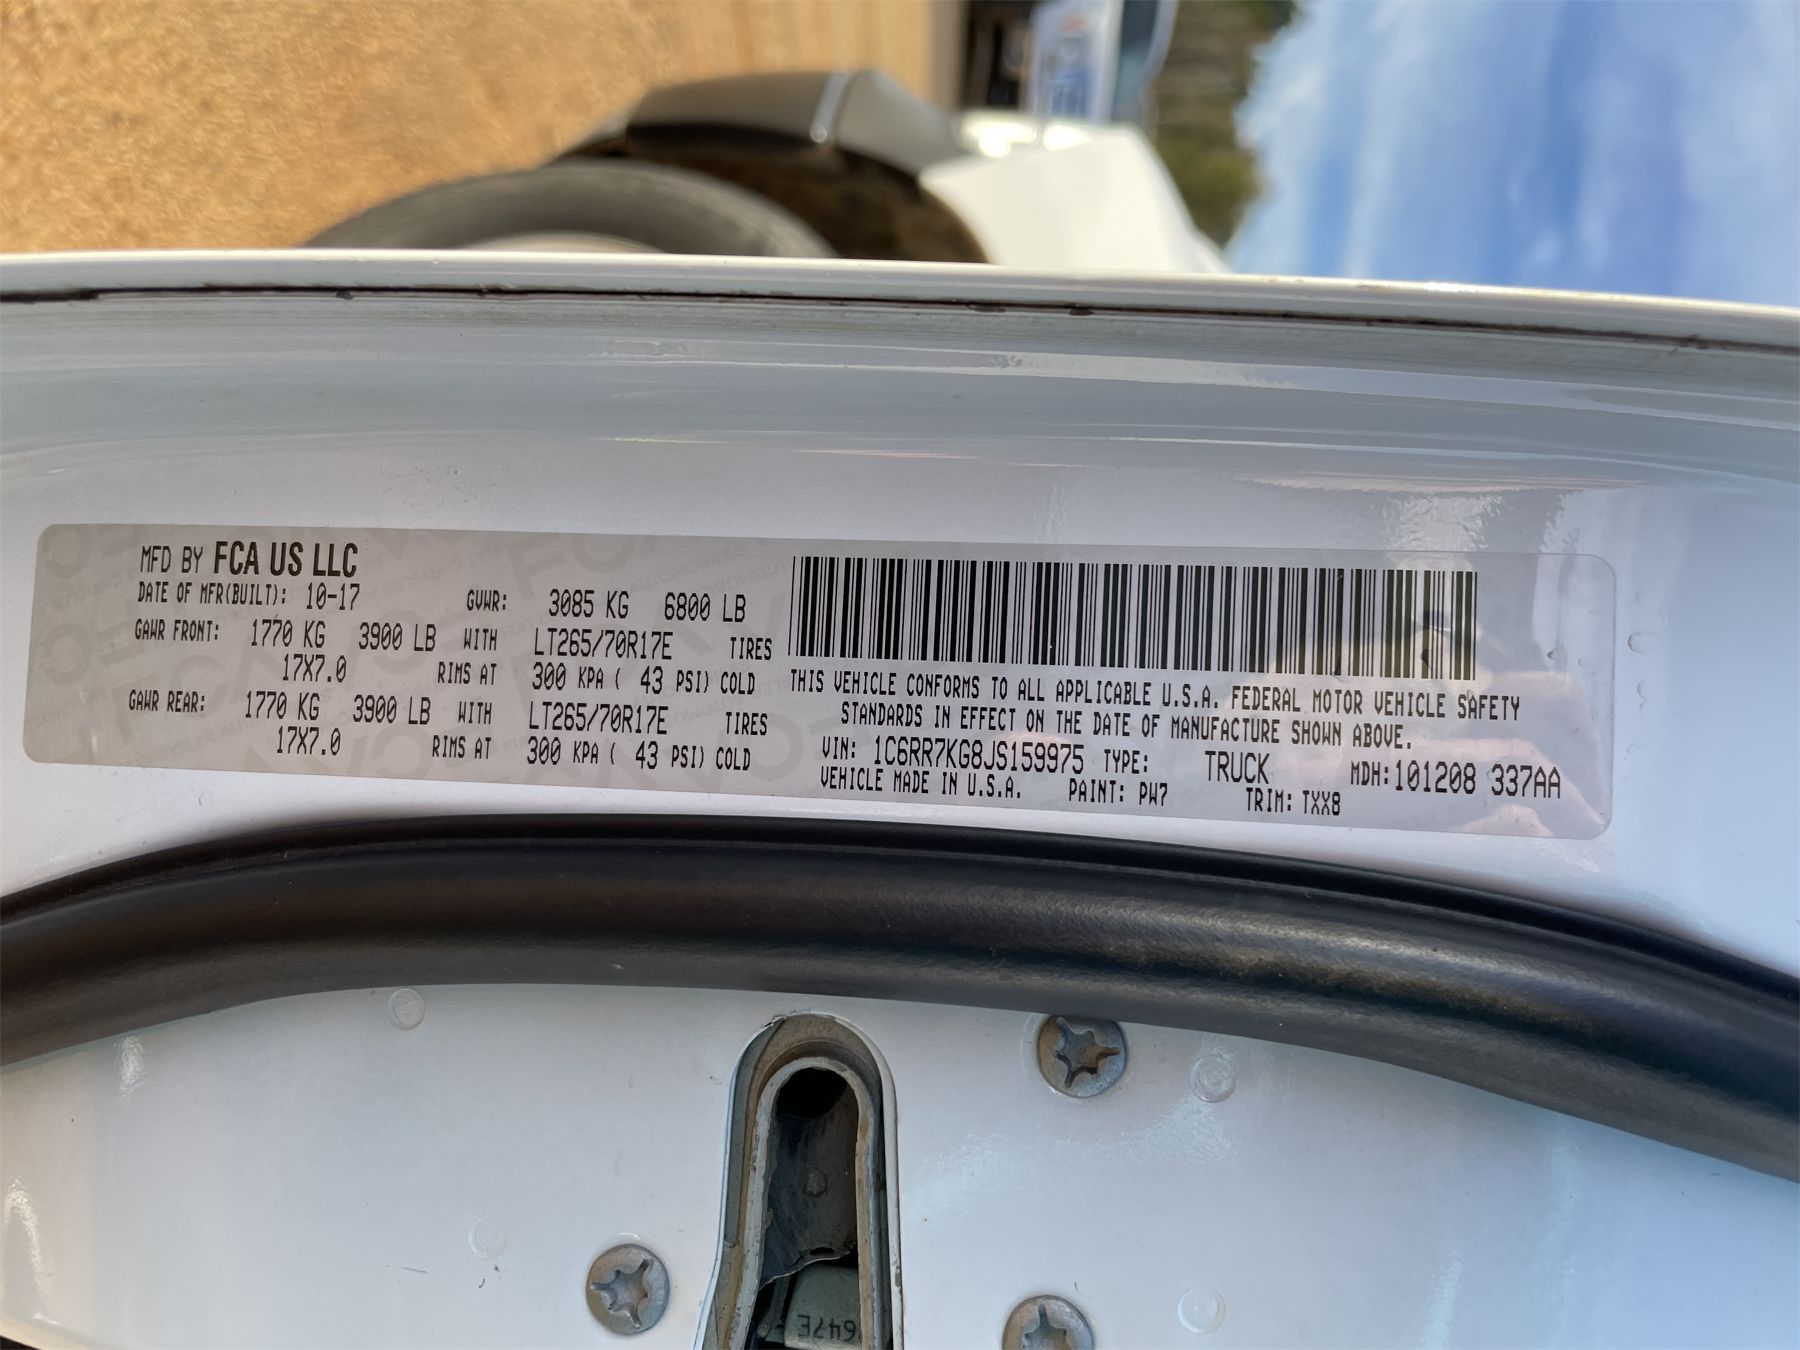 MFD BY FCA US LLC
DATE OF MFR(BUILT): 10-17 GVWR: 3085 KG 6800 LB
GAWR FRONT: 1770 KG 3900 LB WITH LT265/70R17E TIRES
17X7.0 RIMS AT 300 KPA ( 43 PSI) COLD
GAWR REAR: 1770 KG 3900 LB WITH LT265/70R17E TIRES
17X7.0 RIMS AT 300 KPA ( 43 PSI) COLD
THIS VEHICLE CONFORMS TO ALL APPLICABLE U.S.A. FEDERAL MOTOR VEHICLE SAFETY
STANDARDS IN EFFECT ON THE DATE OF MANUFACTURE SHOWN ABOVE.
VIN: 1C6RR7KG8JS159975 TYPE: TRUCK MDH: 101208 337AA
VEHICLE MADE IN U.S.A. PAINT: PW7 TRIM: TXX8